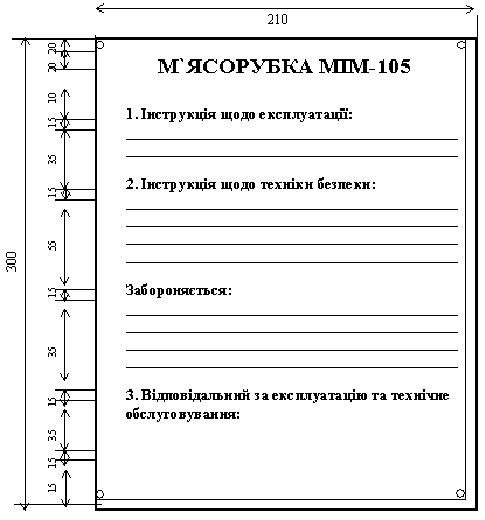 210
М`ЯСОРУБКА МІМ-105
1. Інструкція щодо експлуатації:
2. Інструкція щодо техніки безпеки:
Забороняється:
3. Відповідальний за експлуатацію та технічне
обслуговування:
300
20
20
10
15
35
15
55
15
35
15
35
15
15